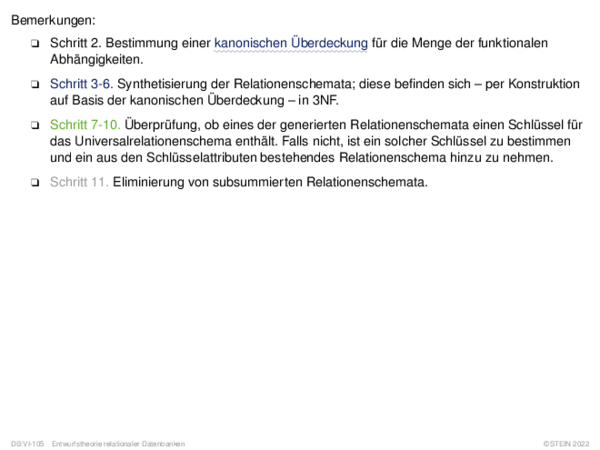 Bemerkungen:
❑ Schritt 2. Bestimmung einer kanonischen Überdeckung für die Menge der funktionalen
Abhängigkeiten.
❑ Schritt 3-6. Synthetisierung der Relationenschemata; diese befinden sich – per Konstruktion
auf Basis der kanonischen Überdeckung – in 3NF.
❑ Schritt 7-10. Überprüfung, ob eines der generierten Relationenschemata einen Schlüssel für
das Universalrelationenschema enthält. Falls nicht, ist ein solcher Schlüssel zu bestimmen
und ein aus den Schlüsselattributen bestehendes Relationenschema hinzu zu nehmen.
❑ Schritt 11. Eliminierung von subsummierten Relationenschemata.
DB:VI-105 Entwurfstheorie relationaler Datenbanken ©STEIN 2022